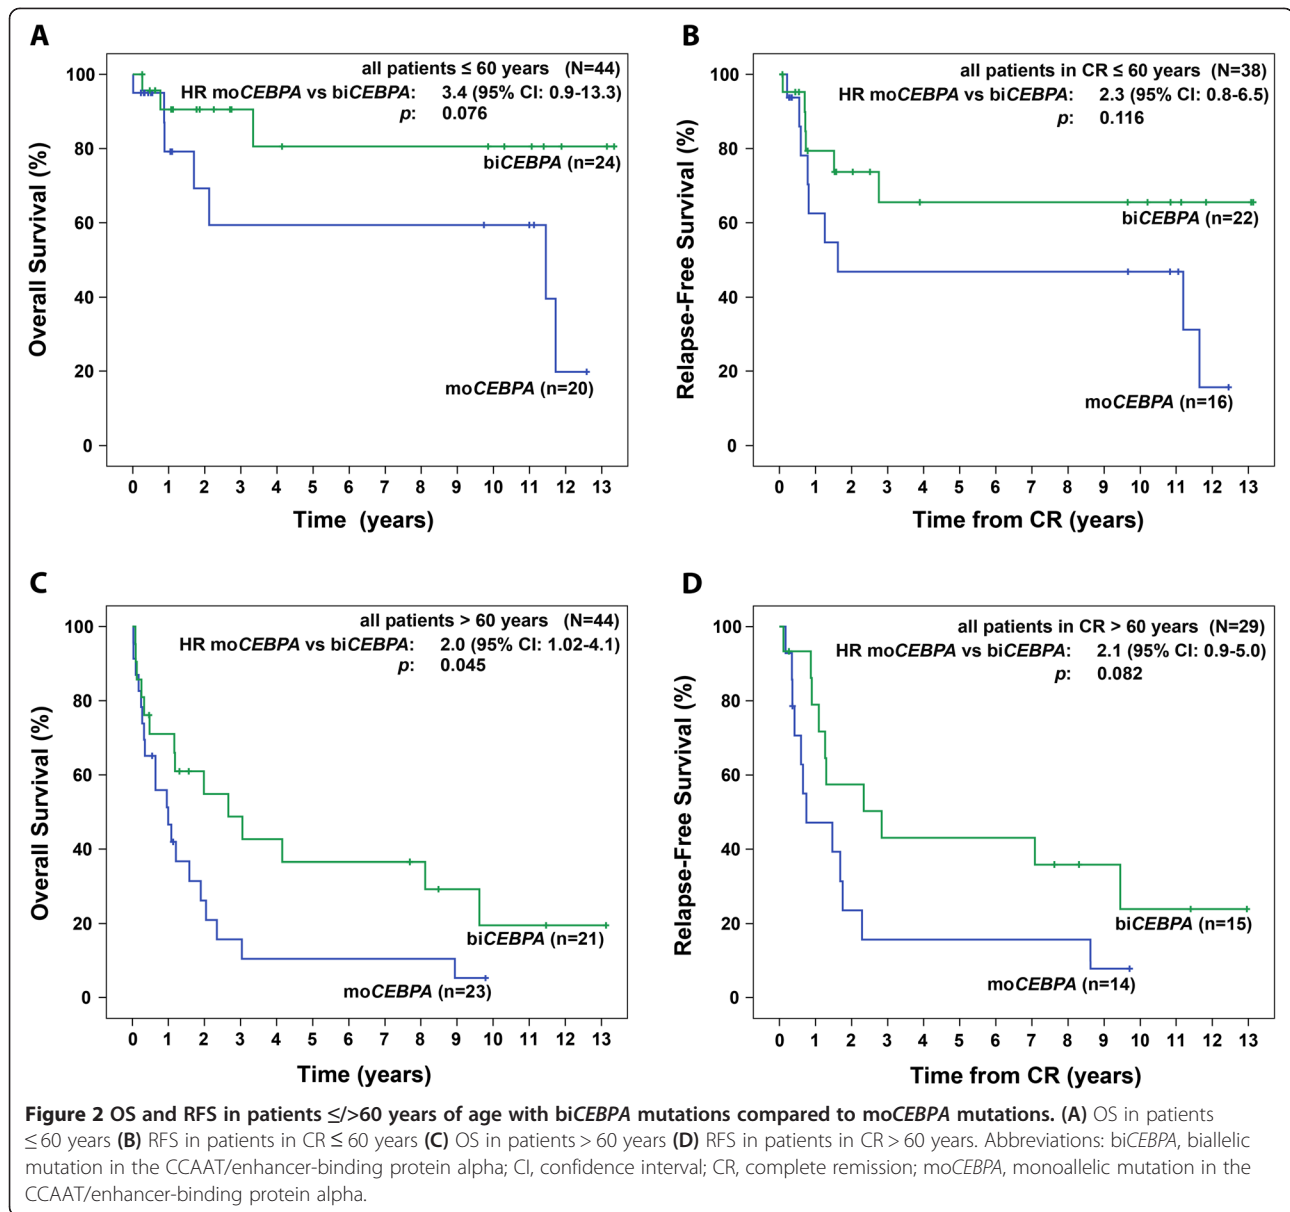 A
all patients ≤ 60 years (N=44)
HR moCEBPA vs biCEBPA: 3.4 (95% CI: 0.9-13.3)
p: 0.076
Overall Survival (%)
100
80
60
40
20
0
biCEBPA (n=24)
moCEBPA (n=20)
0 1 2 3 4 5 6 7 8 9 10 11 12 13
Time (years)
B
all patients in CR ≤ 60 years (N=38)
HR moCEBPA vs biCEBPA: 2.3 (95% CI: 0.8-6.5)
p: 0.116
Relapse-Free Survival (%)
100
80
60
40
20
0
biCEBPA (n=22)
moCEBPA (n=16)
0 1 2 3 4 5 6 7 8 9 10 11 12 13
Time from CR (years)
C
all patients > 60 years (N=44)
HR moCEBPA vs biCEBPA: 2.0 (95% CI: 1.02-4.1)
p: 0.045
Overall Survival (%)
100
80
60
40
20
0
biCEBPA (n=21)
moCEBPA (n=23)
0 1 2 3 4 5 6 7 8 9 10 11 12 13
Time (years)
D
all patients in CR > 60 years (N=29)
HR moCEBPA vs biCEBPA: 2.1 (95% CI: 0.9-5.0)
p: 0.082
Relapse-Free Survival (%)
100
80
60
40
20
0
biCEBPA (n=15)
moCEBPA (n=14)
0 1 2 3 4 5 6 7 8 9 10 11 12 13
Time from CR (years)
Figure 2 OS and RFS in patients ≤/>60 years of age with biCEBPA mutations compared to moCEBPA mutations. (A) OS in patients
≤ 60 years (B) RFS in patients in CR ≤ 60 years (C) OS in patients > 60 years (D) RFS in patients in CR > 60 years. Abbreviations: biCEBPA, biallelic
mutation in the CCAAT/enhancer-binding protein alpha; CI, confidence interval; CR, complete remission; moCEBPA, monoallelic mutation in the
CCAAT/enhancer-binding protein alpha.